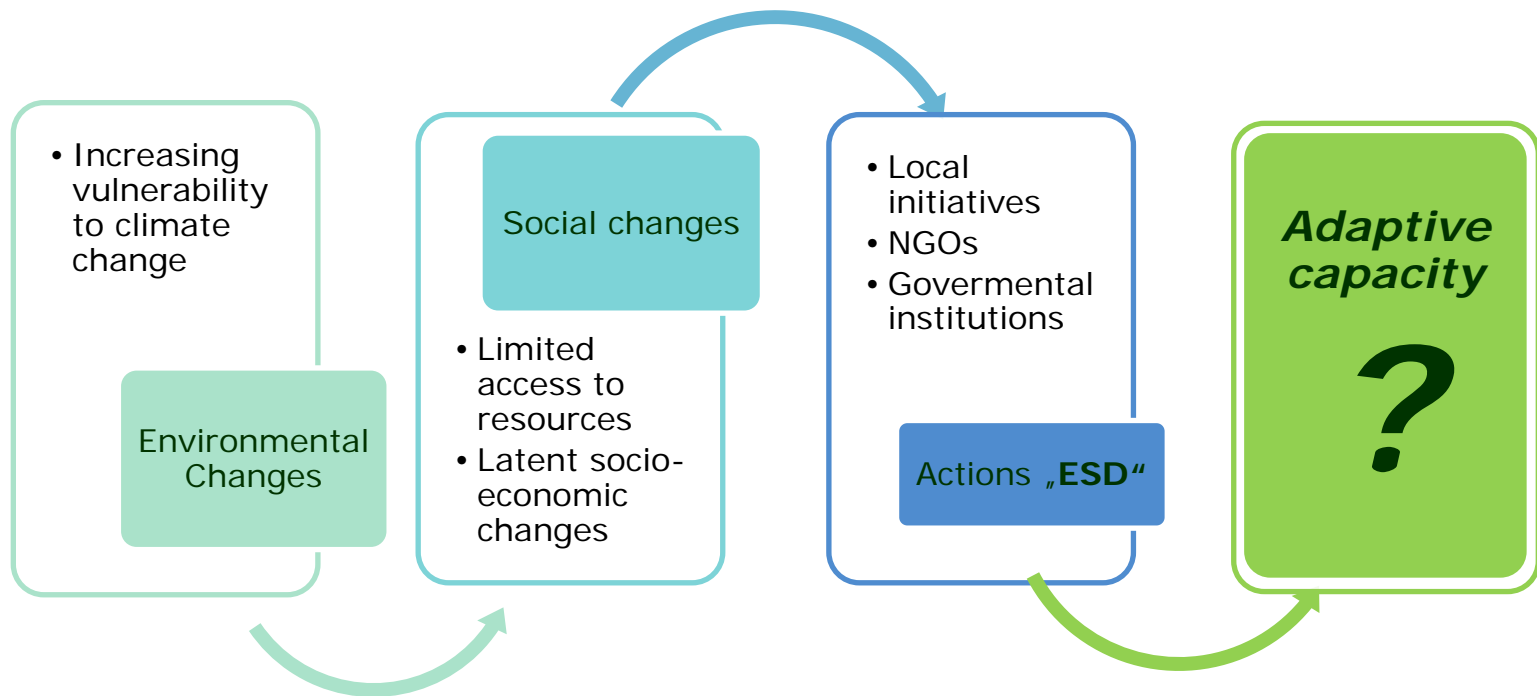 • Increasing
vulnerability
to climate
change
Environmental
Changes
Social changes
• Limited
access to
resources
• Latent socio-
economic
changes
• Local
initiatives
• NGOs
• Govermental
institutions
Actions „ESD“
Adaptive
capacity
?